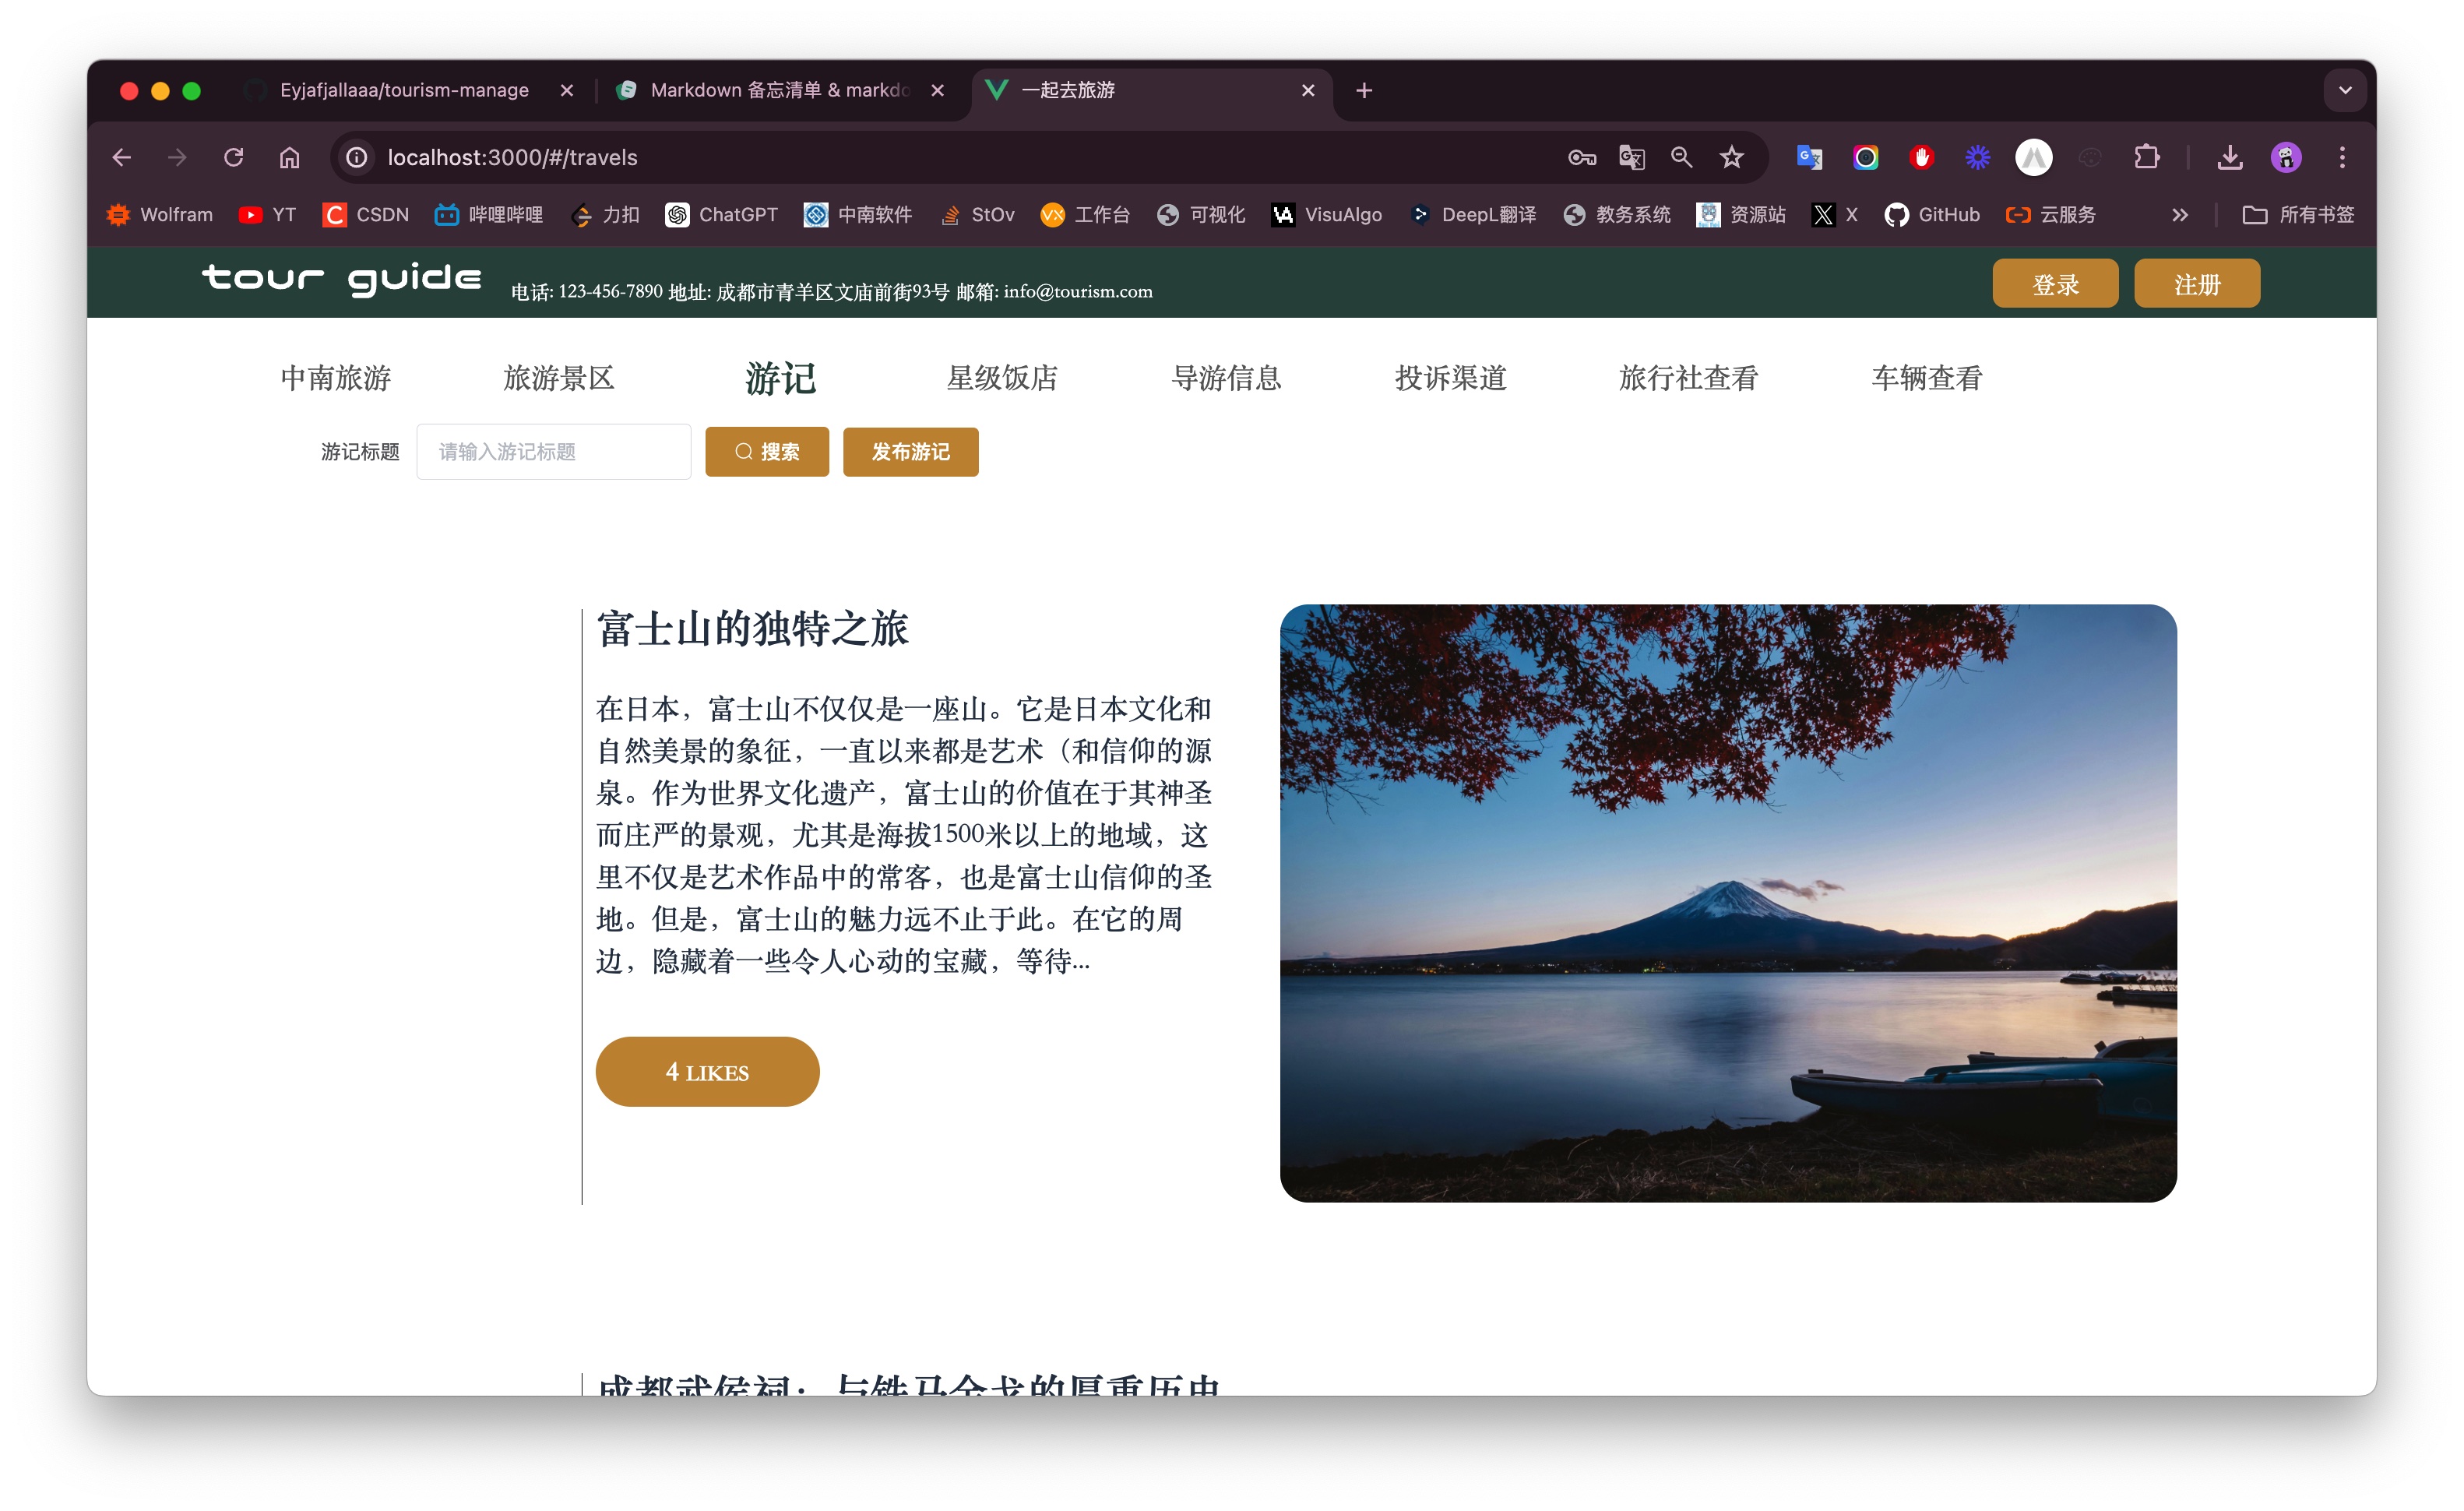 Eyjafjallaaa/tourism-manage
Markdown 备忘清单 & markdo
一起去旅游
localhost:3000/#/travels
Wolfram YT CSDN 哔哩哔哩 力扣 ChatGPT 中南软件 StOv 工作台 可视化 VisuAlgo DeepL翻译 教务系统 资源站 X GitHub 云服务 所有书签
tour guide 电话: 123-456-7890 地址: 成都市青羊区文庙前街93号 邮箱: info@tourism.com 登录 注册
中南旅游 旅游景区 游记 星级饭店 导游信息 投诉渠道 旅行社查看 车辆查看
游记标题 请输入游记标题 搜索 发布游记
富士山的独特之旅
在日本，富士山不仅仅是一座山。它是日本文化和
自然美景的象征，一直以来都是艺术（和信仰的源
泉。作为世界文化遗产，富士山的价值在于其神圣
而庄严的景观，尤其是海拔1500米以上的地域，这
里不仅是艺术作品中的常客，也是富士山信仰的圣
地。但是，富士山的魅力远不止于此。在它的周
边，隐藏着一些令人心动的宝藏，等待...
4 LIKES
成都武侯祠：与铁马金戈的厚重历史